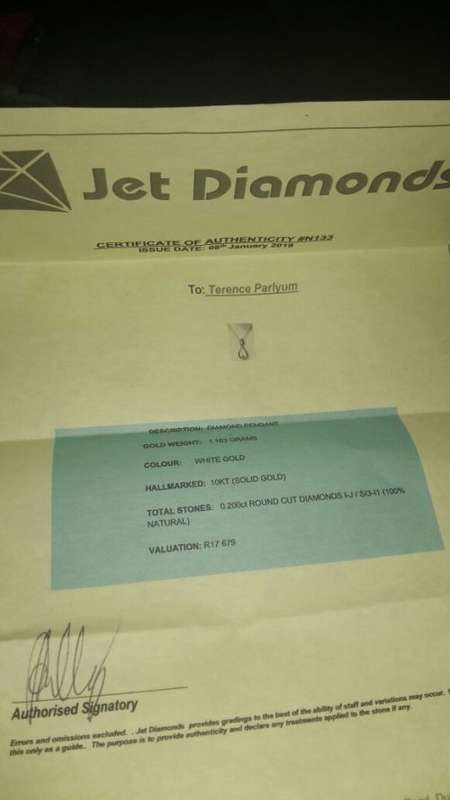 Jet Diamonds
CERTIFICATE OF AUTHENTICITY #N133
ISSUE DATE: 08th January 2019
To: Terence Parlyum
DESCRIPTION: DIAMOND PENDANT
GOLD WEIGHT: 1.103 GRAMS
COLOUR: WHITE GOLD
HALLMARKED: 10KT (SOLID GOLD)
TOTAL STONES: 0.200ct ROUND CUT DIAMONDS I-J / SI3-I1 (100%
NATURAL)
VALUATION: R17 679
Authorised Signatory
Errors and omissions excluded. . Jet Diamonds provides gradings to the best of the ability of staff and variations may occur.
this only as a guide.. The purpose is to provide authenticity and declare any treatments applied to the stone if any.